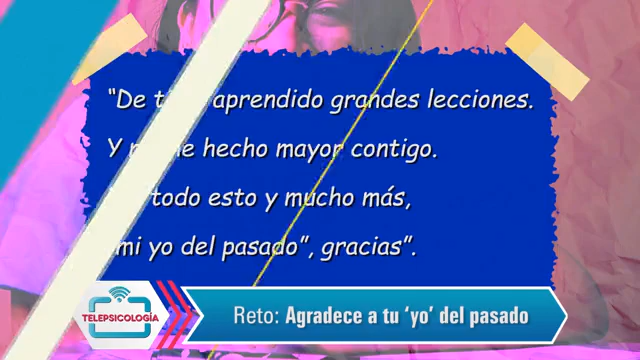 “De aprendido grandes lecciones.
Y hecho mayor contigo.
todo esto y mucho más,
mi yo del pasado”, gracias”.
TELEPSICOLOGÍA
Reto: Agradece a tu ‘yo’ del pasado